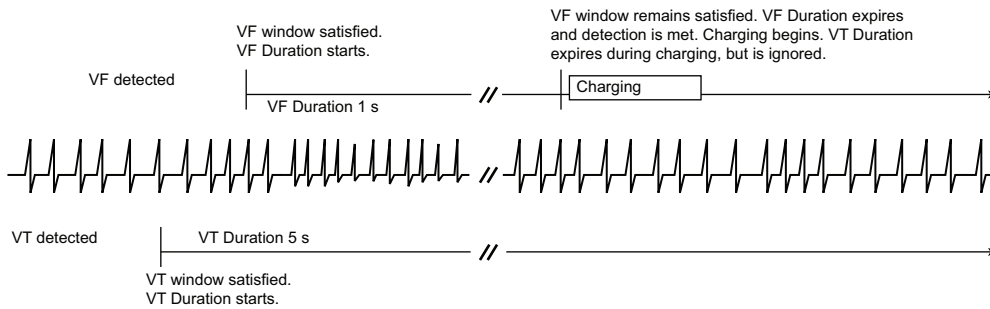 VF window satisfied.
VF Duration starts.
VF window remains satisfied. VF Duration expires
and detection is met. Charging begins. VT Duration
expires during charging, but is ignored.
VF detected
Charging
VF Duration 1 s
VT detected
VT Duration 5 s
VT window satisfied.
VT Duration starts.